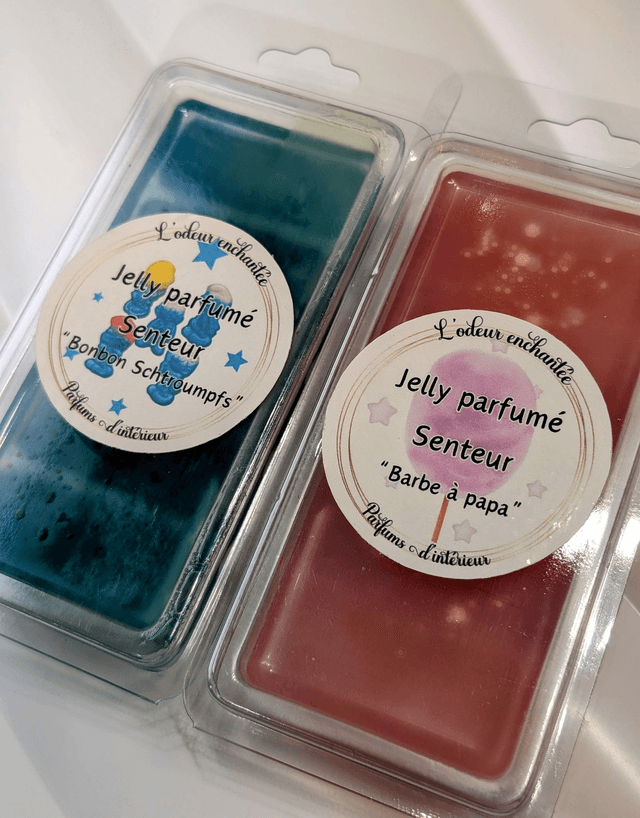 L'odeur enchantée
Jelly parfumé
Senteur
"Bonbon Schtroumpfs"
Parfums d'intérieur
L'odeur enchantée
Jelly parfumé
Senteur
"Barbe à papa"
Parfums d'intérieur